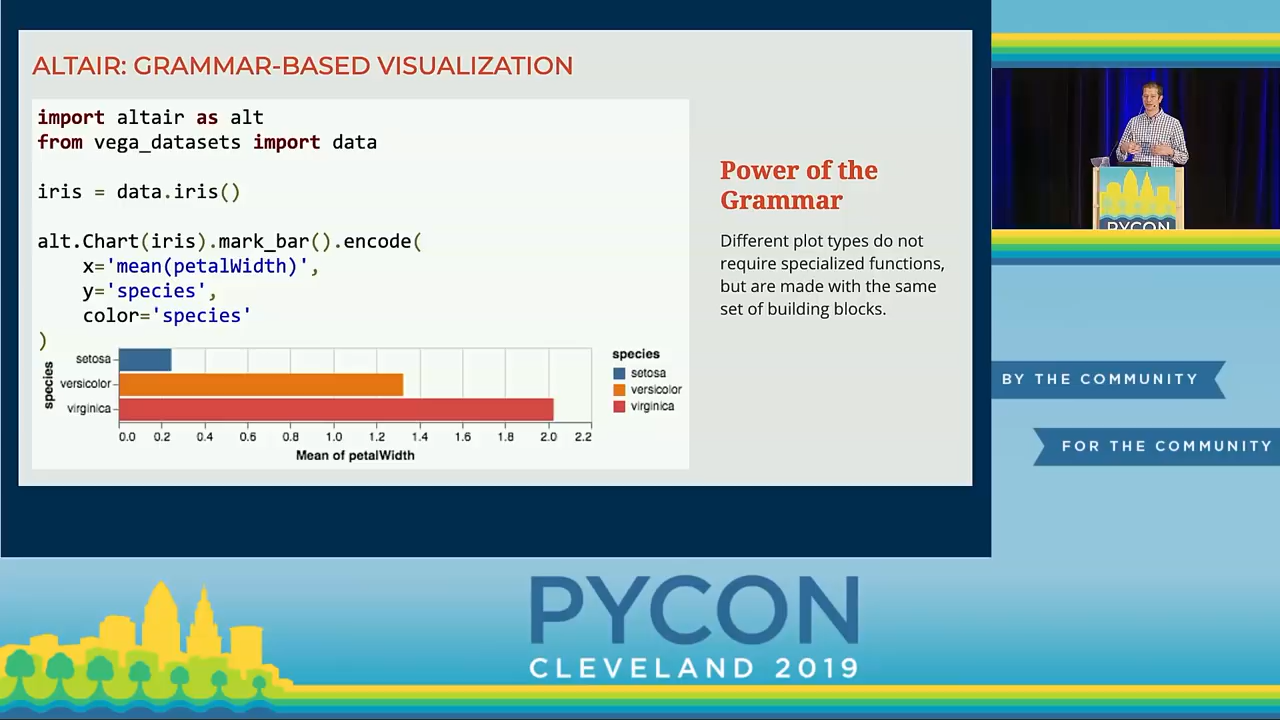 ALTAIR: GRAMMAR-BASED VISUALIZATION
import altair as alt
from vega_datasets import data
iris = data.iris()
alt.Chart(iris).mark_bar().encode(
x='mean(petalWidth)',
y='species',
color='species'
)
species
setosa
versicolor
virginica
0.0 0.2 0.4 0.6 0.8 1.0 1.2 1.4 1.6 1.8 2.0 2.2
Mean of petalWidth
species
setosa
versicolor
virginica
Power of the
Grammar
Different plot types do not
require specialized functions,
but are made with the same
set of building blocks.
PYCON
BY THE COMMUNITY
FOR THE COMMUNITY
PYCON
CLEVELAND 2019